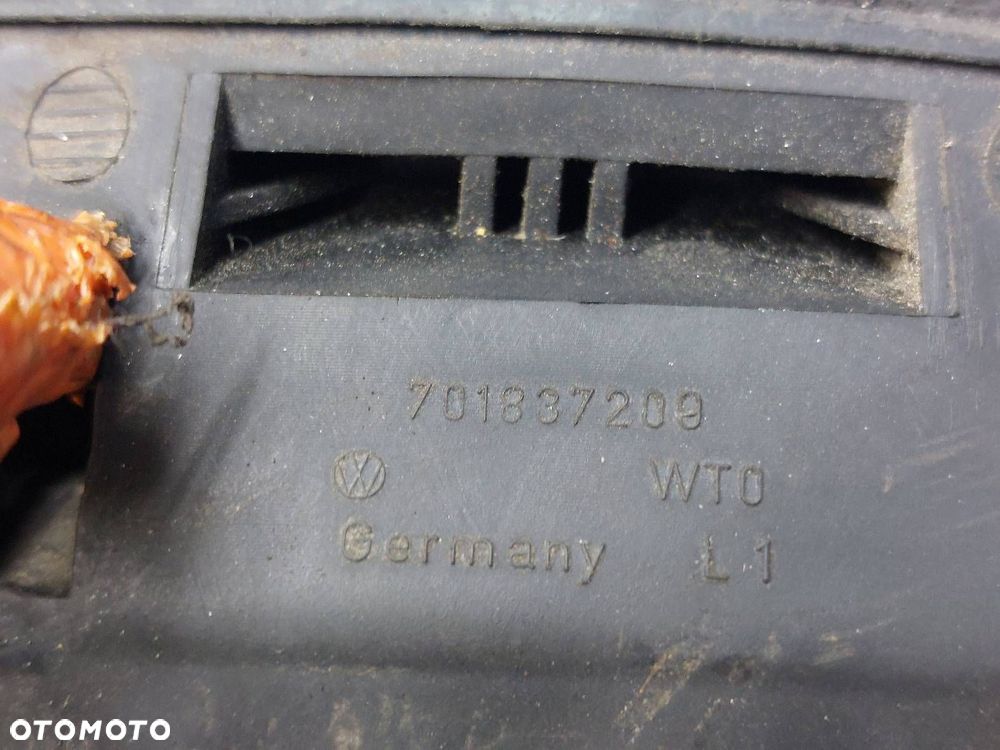 701837209
WT0
Germany L1
OTOMOTO